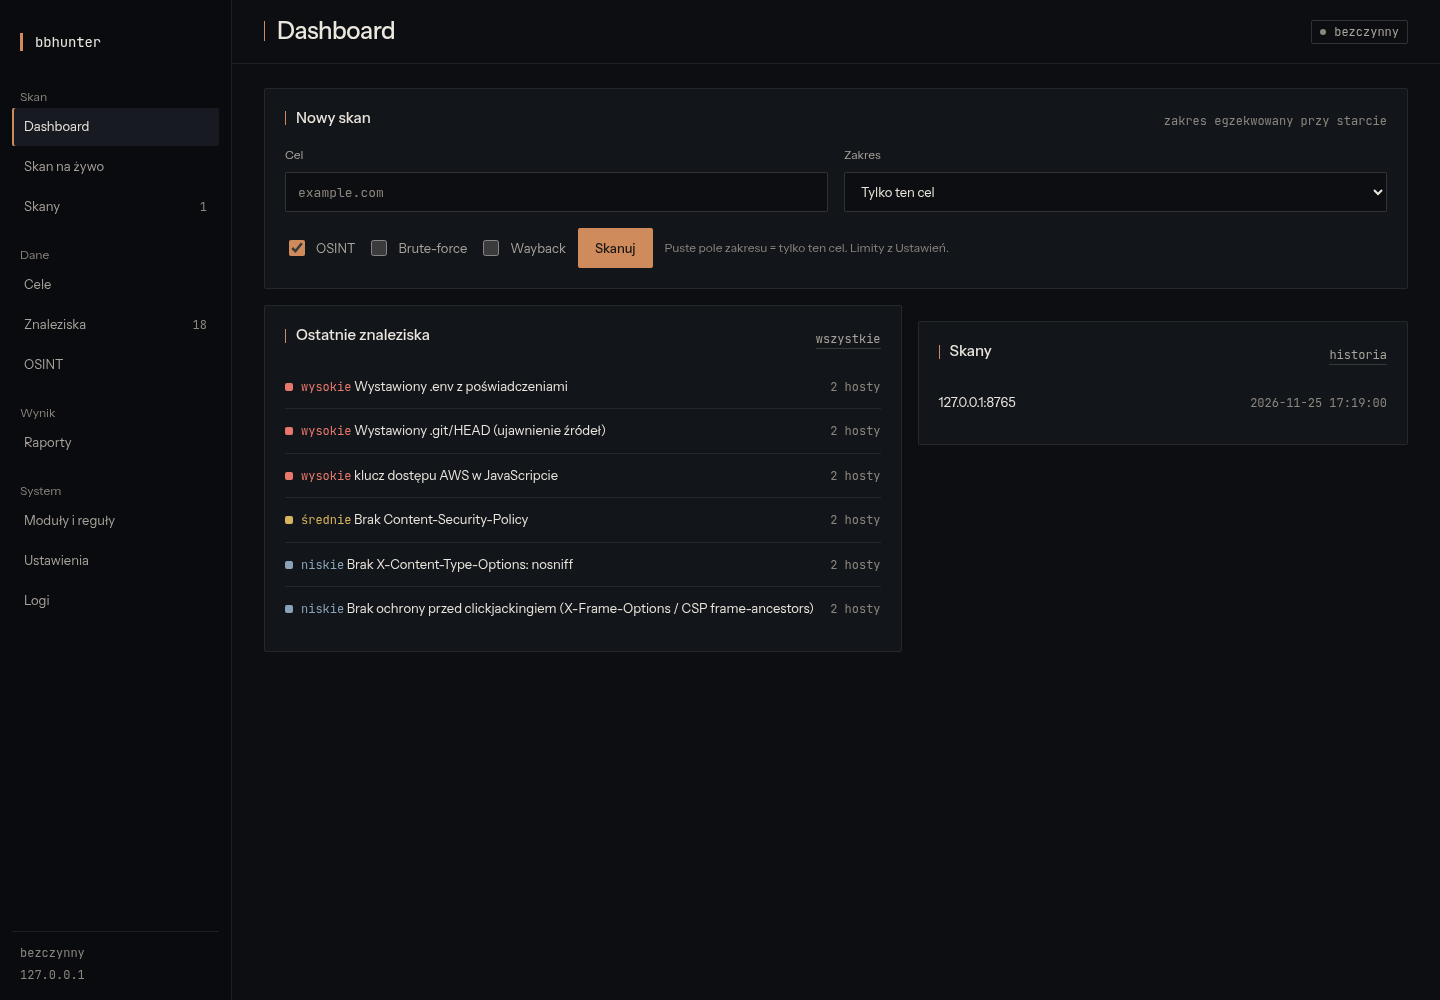 bbhunter
Skan
Dashboard
Skan na żywo
Skany 1
Dane
Cele
Znaleziska 18
OSINT
Wynik
Raporty
System
Moduły i reguły
Ustawienia
Logi
bezczynny
127.0.0.1
Dashboard
bezczynny
Nowy skan
zakres egzekwowany przy starcie
Cel
Zakres
example.com
Tylko ten cel
OSINT Brute-force Wayback Skanuj Puste pole zakresu = tylko ten cel. Limity z Ustawień.
Ostatnie znaleziska
wszystkie
wysokie Wystawiony .env z poświadczeniami 2 hosty
wysokie Wystawiony .git/HEAD (ujawnienie źródeł) 2 hosty
wysokie klucz dostępu AWS w JavaScripcie 2 hosty
średnie Brak Content-Security-Policy 2 hosty
niskie Brak X-Content-Type-Options: nosniff 2 hosty
niskie Brak ochrony przed clickjackingiem (X-Frame-Options / CSP frame-ancestors) 2 hosty
Skany
historia
127.0.0.1:8765 2026-11-25 17:19:00